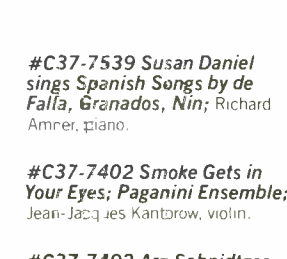 #C37-7539 Susan Daniel
sings Spanish Songs by de
Falla, Granados, Nin; Richard
Amner, piano.
#C37-7402 Smoke Gets in
Your Eyes; Paganini Ensemble;
Jean-Jacques Kantorow, violin.